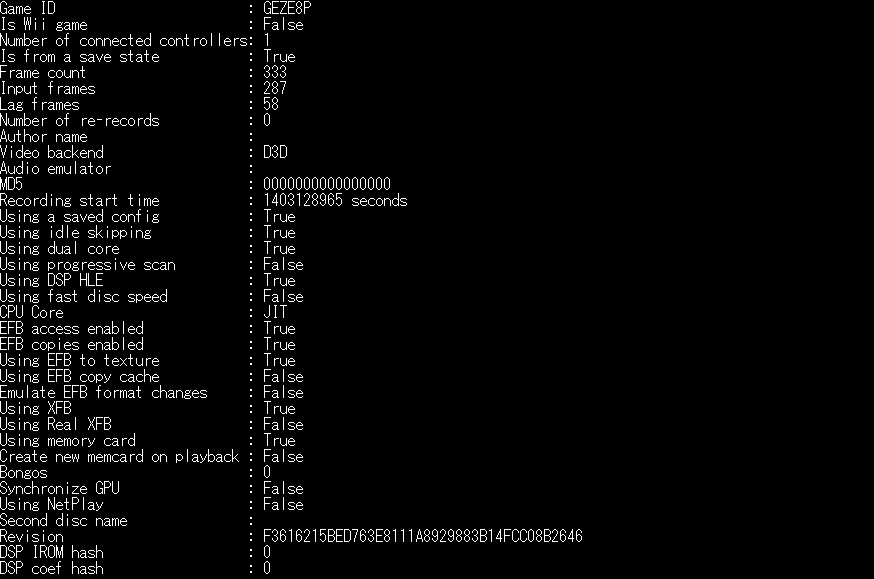 Game ID : GEZE8P
Is Wii game : False
Number of connected controllers: 1
Is from a save state : True
Frame count : 333
Input frames : 287
Lag frames : 58
Number of re-records : 0
Author name :
Video backend : D3D
Audio emulator :
MD5 : 0000000000000000
Recording start time : 1403128965 seconds
Using a saved config : True
Using idle skipping : True
Using dual core : True
Using progressive scan : False
Using DSP HLE : True
Using fast disc speed : False
CPU Core : JIT
EFB access enabled : True
EFB copies enabled : True
Using EFB to texture : True
Using EFB copy cache : False
Emulate EFB format changes : False
Using XFB : True
Using Real XFB : False
Using memory card : True
Create new memcard on playback : False
Bongos : 0
Synchronize GPU : False
Using NetPlay : False
Second disc name :
Revision : F3616215BED763E8111A8929883B14FCC08B2646
DSP IROM hash : 0
DSP coef hash : 0